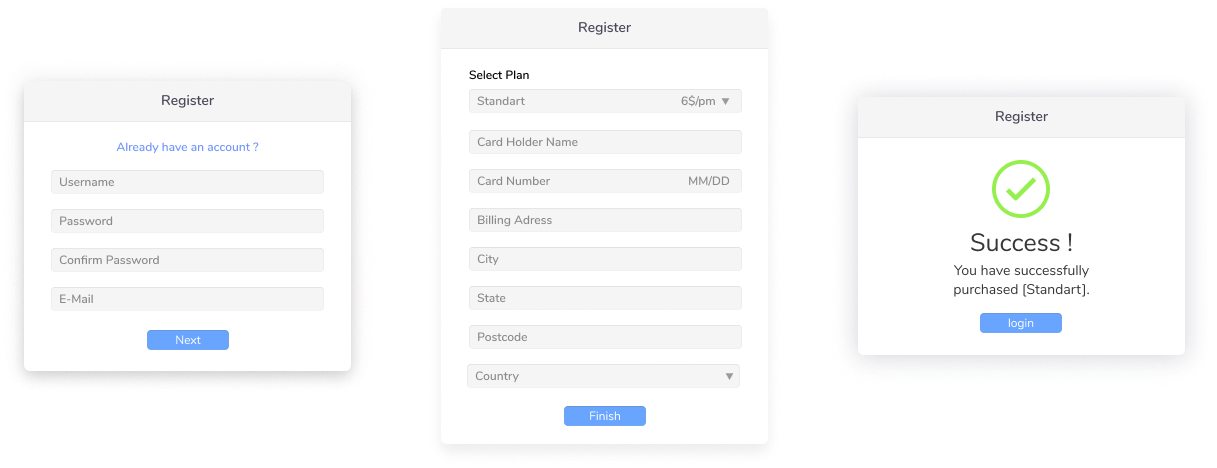 Register
Already have an account ?
Username
Password
Confirm Password
E-Mail
Next
Register
Select Plan
Standart 6$/pm ▼
Card Holder Name
Card Number MM/DD
Billing Adress
City
State
Postcode
Country ▼
Finish
Register
Success !
You have successfully
purchased [Standart].
login